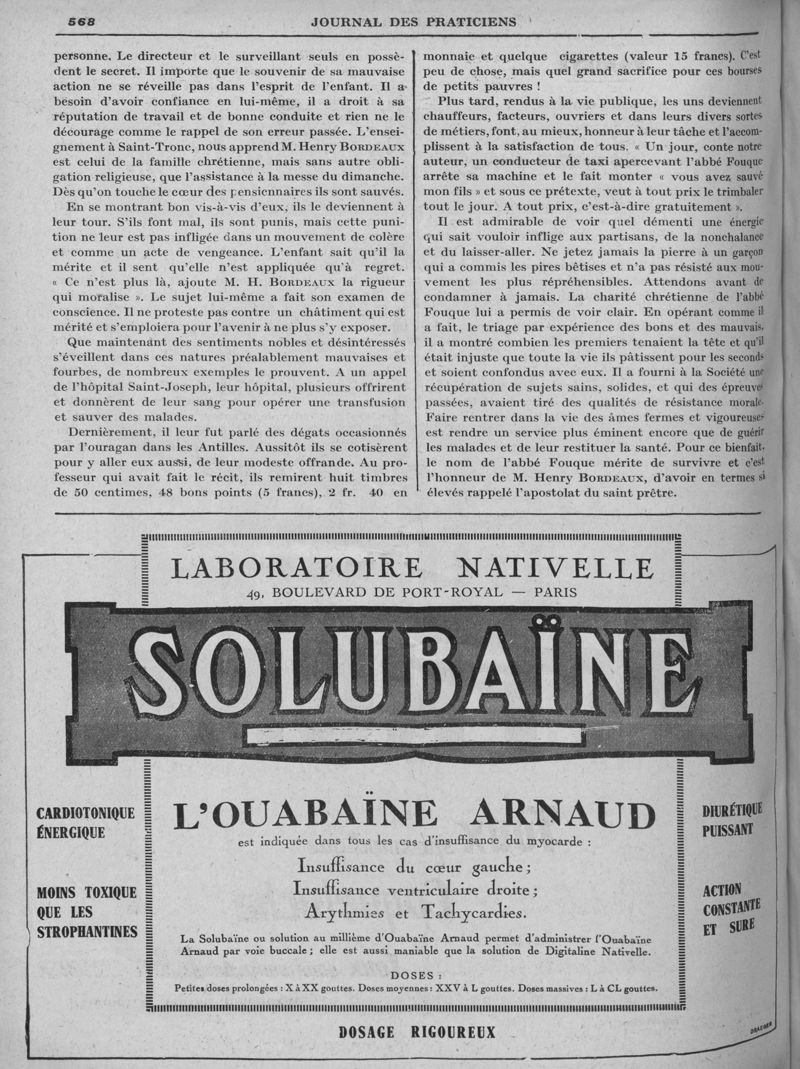 568
JOURNAL DES PRATICIENS
personne. Le directeur et le surveillant seuls en possè-
dent le secret. Il importe que le souvenir de sa mauvaise
action ne se réveille pas dans l'esprit de l'enfant. Il a
besoin d'avoir confiance en lui-même, il a droit à sa
réputation de travail et de bonne conduite et rien ne le
décourage comme le rappel de son erreur passée. L'ensei-
gnement à Saint-Tronc, nous apprend M. Henry BORDEAUX
est celui de la famille chrétienne, mais sans autre obli-
gation religieuse, que l'assistance à la messe du dimanche.
Dès qu'on touche le cœur des pensiennaires ils sont sauvés.
En se montrant bon vis-à-vis d'eux, ils le deviennent à
leur tour. S'ils font mal, ils sont punis, mais cette puni-
tion ne leur est pas infligée dans un mouvement de colère
et comme un acte de vengeance. L'enfant sait qu'il la
mérite et il sent qu'elle n'est appliquée qu'à regret.
« Ce n'est plus là, ajoute M. H. BORDEAUX la rigueur
qui moralise ». Le sujet lui-même a fait son examen de
conscience. Il ne proteste pas contre un châtiment qui est
mérité et s'emploiera pour l'avenir à ne plus s'y exposer.
Que maintenant des sentiments nobles et désintéressés
s'éveillent dans ces natures préalablement mauvaises et
fourbes, de nombreux exemples le prouvent. A un appel
de l'hôpital Saint-Joseph, leur hôpital, plusieurs offrirent
et donnèrent de leur sang pour opérer une transfusion
et sauver des malades.
Dernièrement, il leur fut parlé des dégats occasionnés
par l'ouragan dans les Antilles. Aussitôt ils se cotisèrent
pour y aller eux aussi, de leur modeste offrande. Au pro-
fesseur qui avait fait le récit, ils remirent huit timbres
de 50 centimes, 48 bons points (5 francs), 2 fr. 40 en
monnaie et quelque cigarettes (valeur 15 francs). C'est
peu de chose, mais quel grand sacrifice pour ces bourses
de petits pauvres !
Plus tard, rendus à la vie publique, les uns deviennent
chauffeurs, facteurs, ouvriers et dans leurs divers sortes
de métiers, font, au mieux, honneur à leur tâche et l'accom-
plissent à la satisfaction de tous. « Un jour, conte notre
auteur, un conducteur de taxi apercevant l'abbé Fouque
arrête sa machine et le fait monter « vous avez sauvé
mon fils » et sous ce prétexte, veut à tout prix le trimbaler
tout le jour. A tout prix, c'est-à-dire gratuitement ».
Il est admirable de voir quel démenti une énergie
qui sait vouloir inflige aux partisans, de la nonchalance
et du laisser-aller. Ne jetez jamais la pierre à un garçon
qui a commis les pires bêtises et n'a pas résisté aux mou-
vement les plus répréhensibles. Attendons avant de
condamner à jamais. La charité chrétienne de l'abbé
Fouque lui a permis de voir clair. En opérant comme il
a fait, le triage par expérience des bons et des mauvais,
il a montré combien les premiers tenaient la tête et qu'il
était injuste que toute la vie ils pâtissent pour les seconds
et soient confondus avec eux. Il a fourni à la Société une
récupération de sujets sains, solides, et qui des épreuves
passées, avaient tiré des qualités de résistance morale.
Faire rentrer dans la vie des âmes fermes et vigoureuses
est rendre un service plus éminent encore que de guérir
les malades et de leur restituer la santé. Pour ce bienfait,
le nom de l'abbé Fouque mérite de survivre et c'est
l'honneur de M. Henry BORDEAUX, d'avoir en termes si
élevés rappelé l'apostolat du saint prêtre.
LABORATOIRE NATIVELLE
49, BOULEVARD DE PORT-ROYAL — PARIS
SOLUBAÏNE
CARDIOTONIQUE
ÉNERGIQUE
MOINS TOXIQUE
QUE LES
STROPHANTINES
L'OUABAÏNE ARNAUD
est indiquée dans tous les cas d'insuffisance du myocarde :
Insuffisance du cœur gauche ;
Insuffisance ventriculaire droite ;
Arythmies et Tachycardies.
La Solubaïne ou solution au millième d'Ouabaïne Arnaud permet d'administrer l'Ouabaïne
Arnaud par voie buccale ; elle est aussi maniable que la solution de Digitaline Nativelle.
DOSES :
Petites doses prolongées : X à XX gouttes. Doses moyennes : XXV à L gouttes. Doses massives : L à CL gouttes.
DIURÉTIQUE
PUISSANT
ACTION
CONSTANTE
ET SURE
DOSAGE RIGOUREUX
DRAEGER